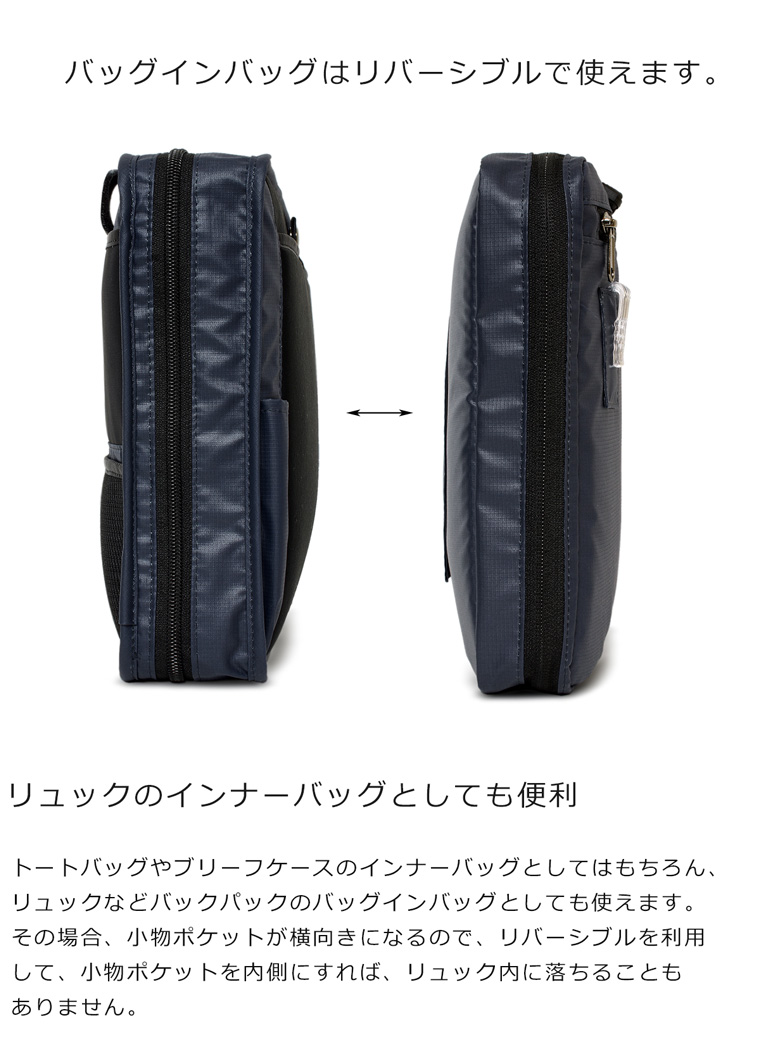 バッグインバッグはリバーシブルで使えます。
リュックのインナーバッグとしても便利
トートバッグやブリーフケースのインナーバッグとしてはもちろん、
リュックなどバックパックのバッグインバッグとしても使えます。
その場合、小物ポケットが横向きになるので、リバーシブルを利用
して、小物ポケットを内側にすれば、リュック内に落ちることも
ありません。